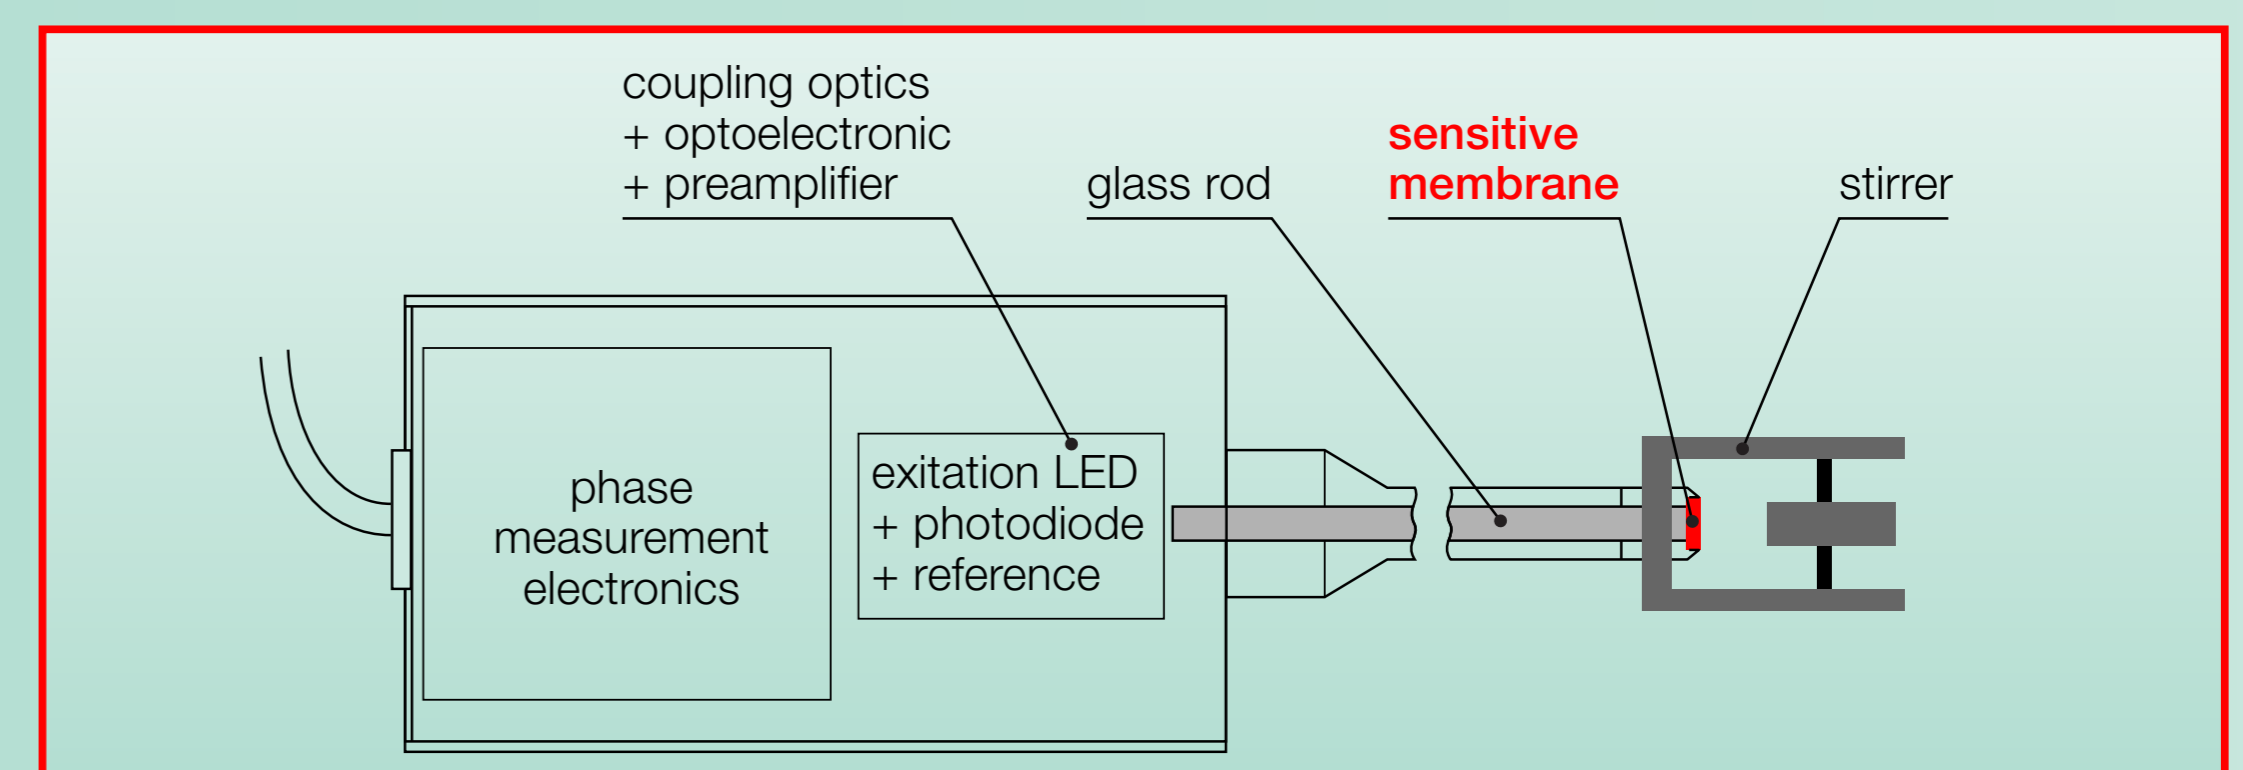 coupling optics
+ optoelectronic
+ preamplifier
glass rod
sensitive
membrane
stirrer
phase
measurement
electronics
exitation LED
+ photodiode
+ reference